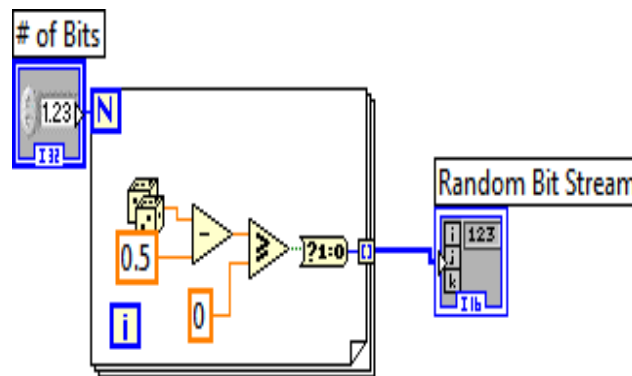 # of Bits
1.23
I32
N
0.5
-
0
?1:0
i
[]
Random Bit Stream
i
j
k
123
I16